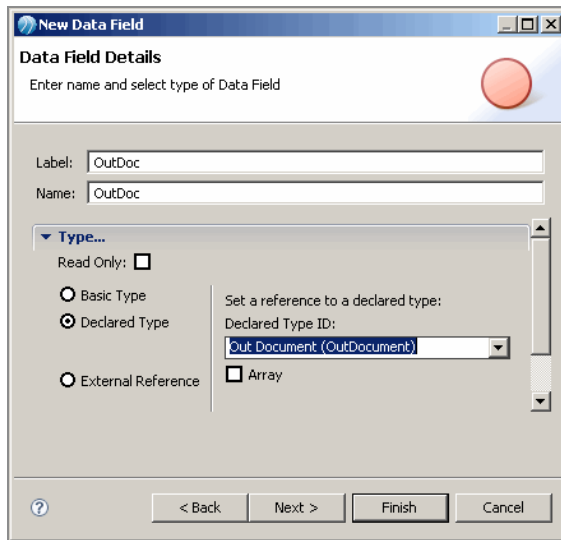 New Data Field
Data Field Details
Enter name and select type of Data Field
Label: OutDoc
Name: OutDoc
Type...
Read Only:
Basic Type
Set a reference to a declared type:
Declared Type
Declared Type ID:
Out Document (OutDocument)
External Reference
Array
?
< Back Next > Finish Cancel